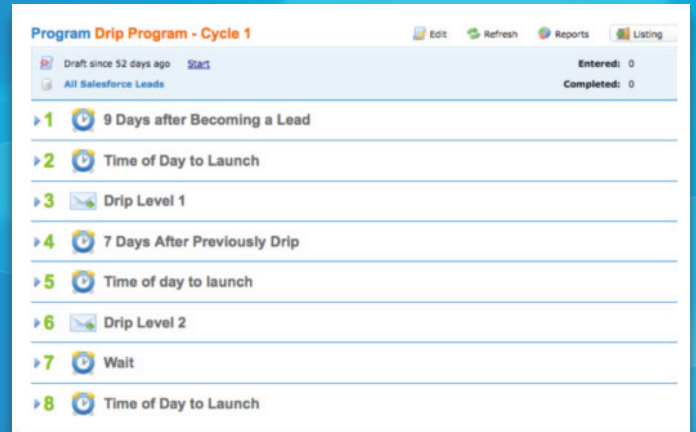 Program Drip Program - Cycle 1 Edit Refresh Reports Listing
Draft since 52 days ago Start Entered: 0
All Salesforce Leads Completed: 0
1 9 Days after Becoming a Lead
2 Time of Day to Launch
3 Drip Level 1
4 7 Days After Previously Drip
5 Time of day to launch
6 Drip Level 2
7 Wait
8 Time of Day to Launch